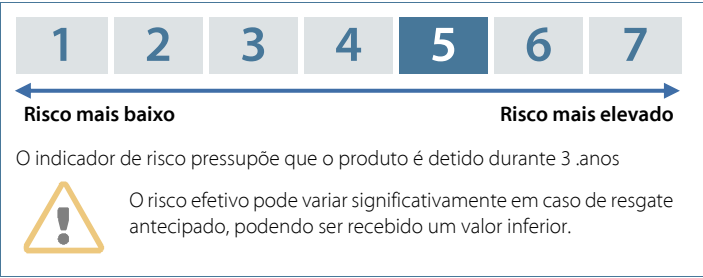 1 2 3 4 5 6 7
Risco mais baixo Risco mais elevado
O indicador de risco pressupõe que o produto é detido durante 3 .anos
O risco efetivo pode variar significativamente em caso de resgate
antecipado, podendo ser recebido um valor inferior.